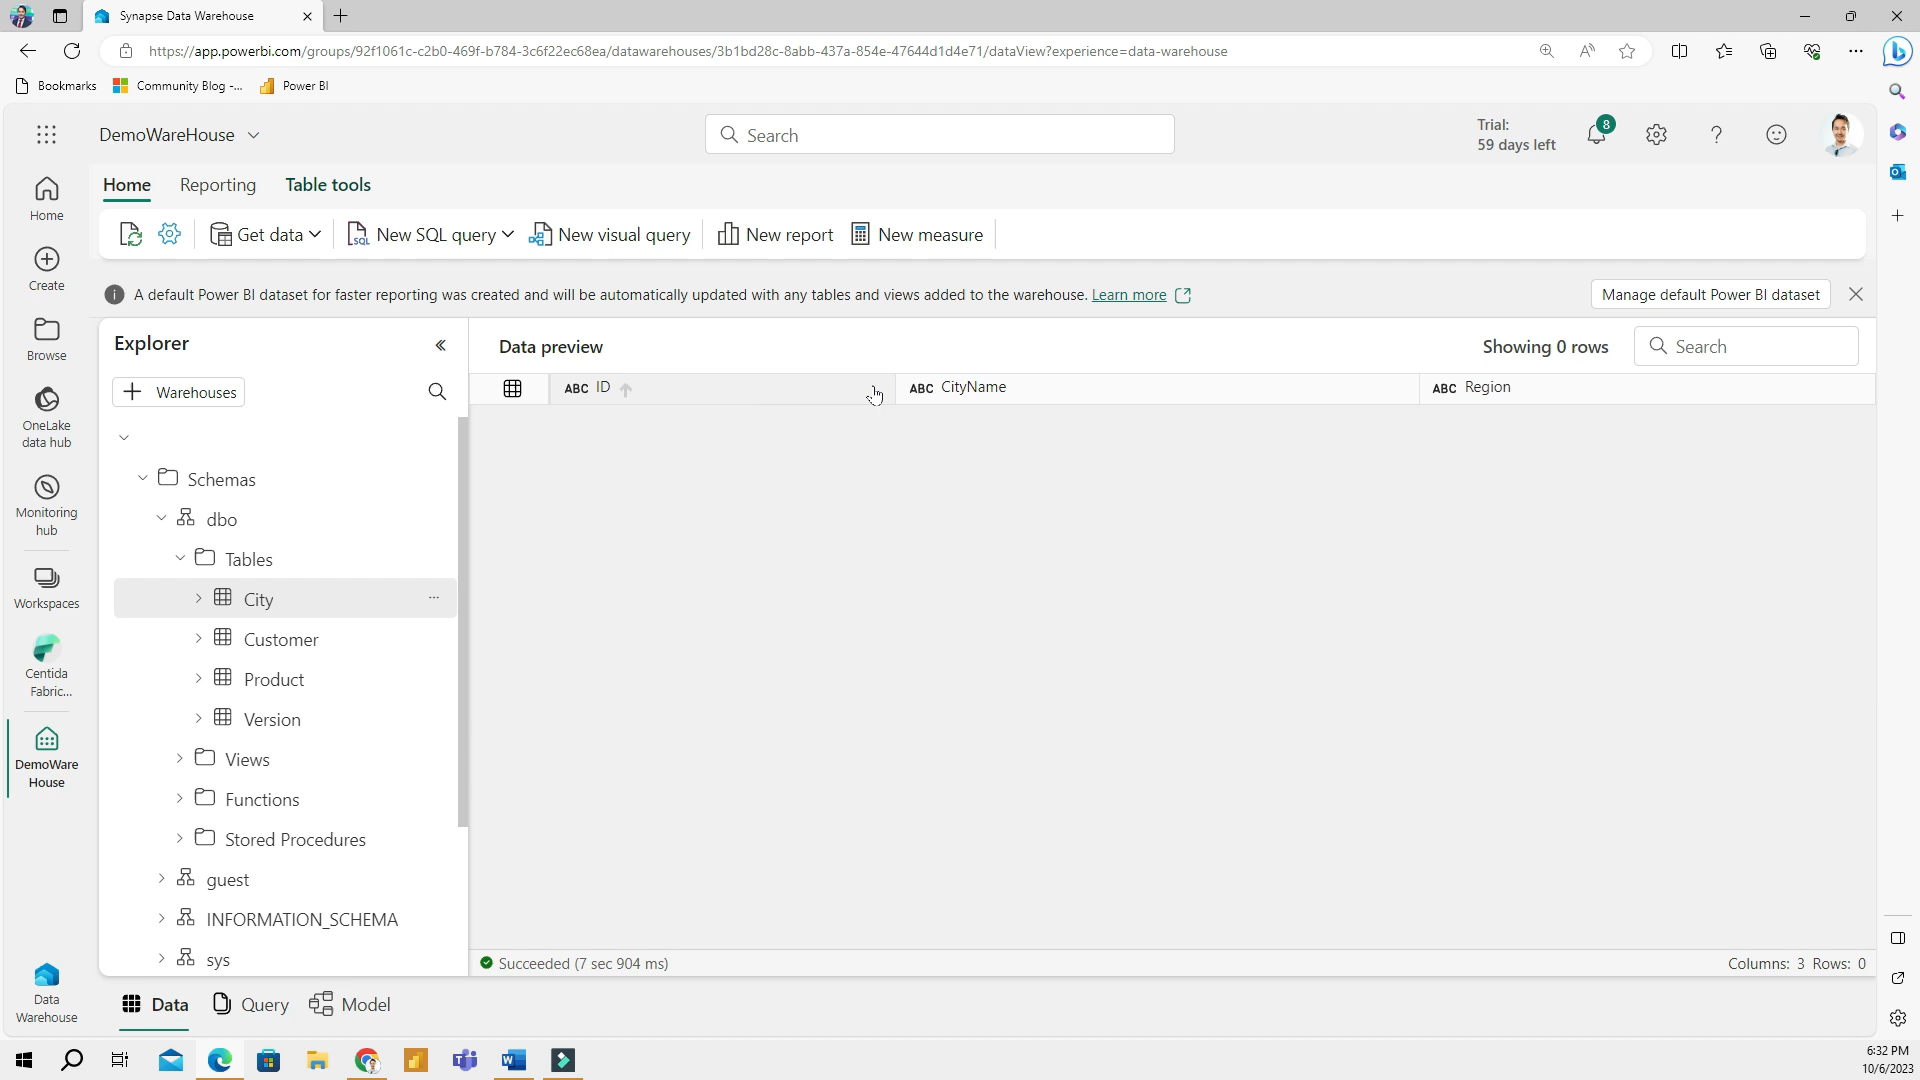 Synapse Data Warehouse
https://app.powerbi.com/groups/92f1061c-c2b0-469f-b784-3c6f22ec68ea/datawarehouses/3b1bd28c-8abb-437a-854e-47644d1d4e71/dataView?experience=data-warehouse
Bookmarks
Community Blog -...
Power BI
DemoWareHouse
Search
Trial:
59 days left
8
Home
Reporting
Table tools
Get data
New SQL query
New visual query
New report
New measure
A default Power BI dataset for faster reporting was created and will be automatically updated with any tables and views added to the warehouse. Learn more
Manage default Power BI dataset
Home
Create
Browse
OneLake
data hub
Monitoring
hub
Workspaces
Centida
Fabric...
DemoWare
House
Data
Warehouse
Explorer
Warehouses
Schemas
dbo
Tables
City
Customer
Product
Version
Views
Functions
Stored Procedures
guest
INFORMATION_SCHEMA
sys
Data preview
Showing 0 rows
Search
ABC ID
ABC CityName
ABC Region
Succeeded (7 sec 904 ms)
Columns: 3 Rows: 0
Data
Query
Model
6:32 PM
10/6/2023